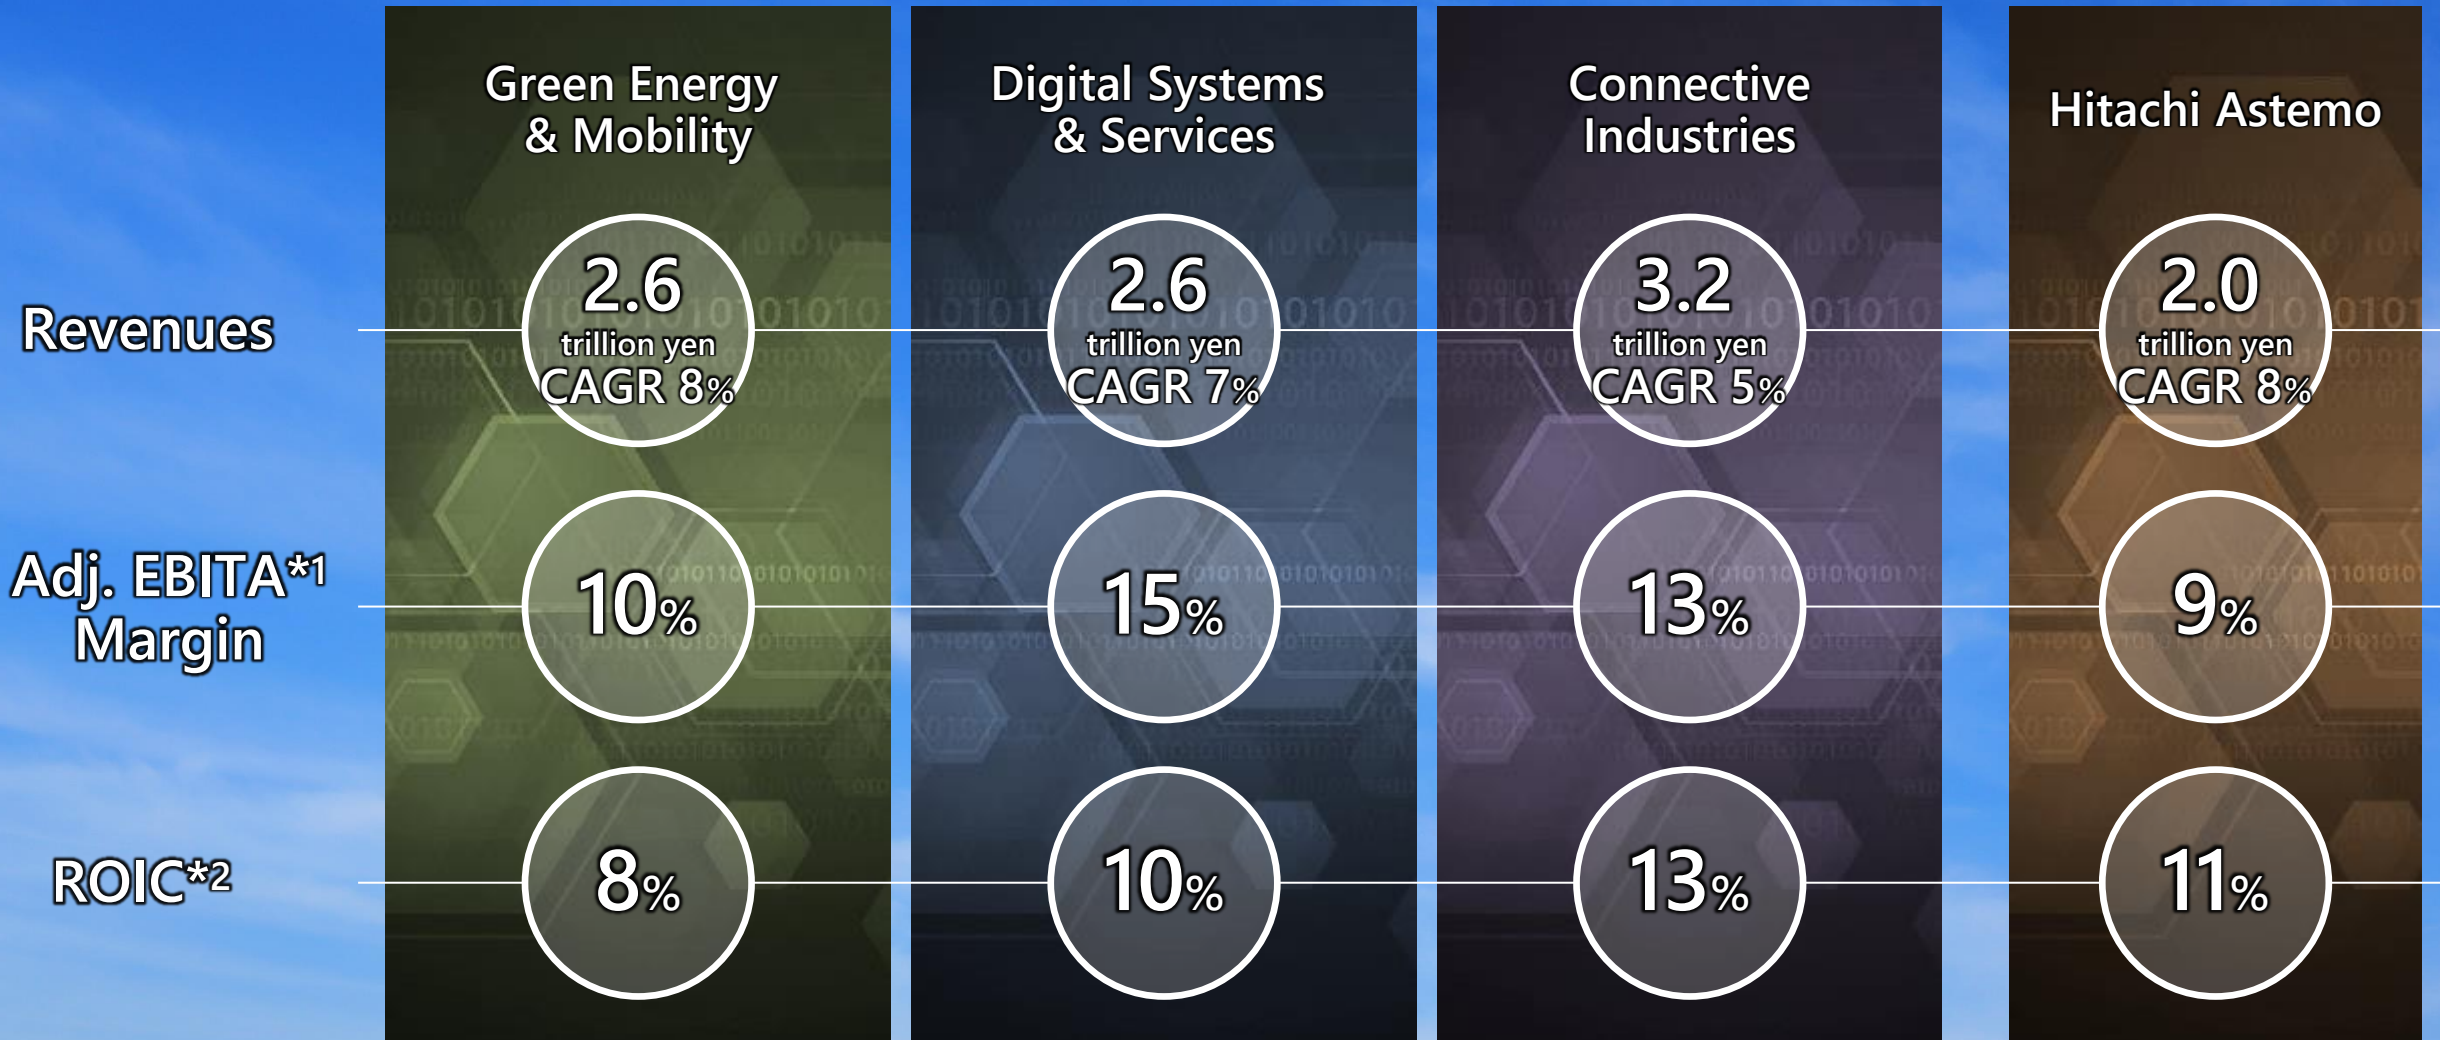 Green Energy
& Mobility
Digital Systems
& Services
Connective
Industries
Hitachi Astemo
Revenues
2.6
trillion yen
CAGR 8%
2.6
trillion yen
CAGR 7%
3.2
trillion yen
CAGR 5%
2.0
trillion yen
CAGR 8%
Adj. EBITA*1
Margin
10%
15%
13%
9%
ROIC*2
8%
10%
13%
11%